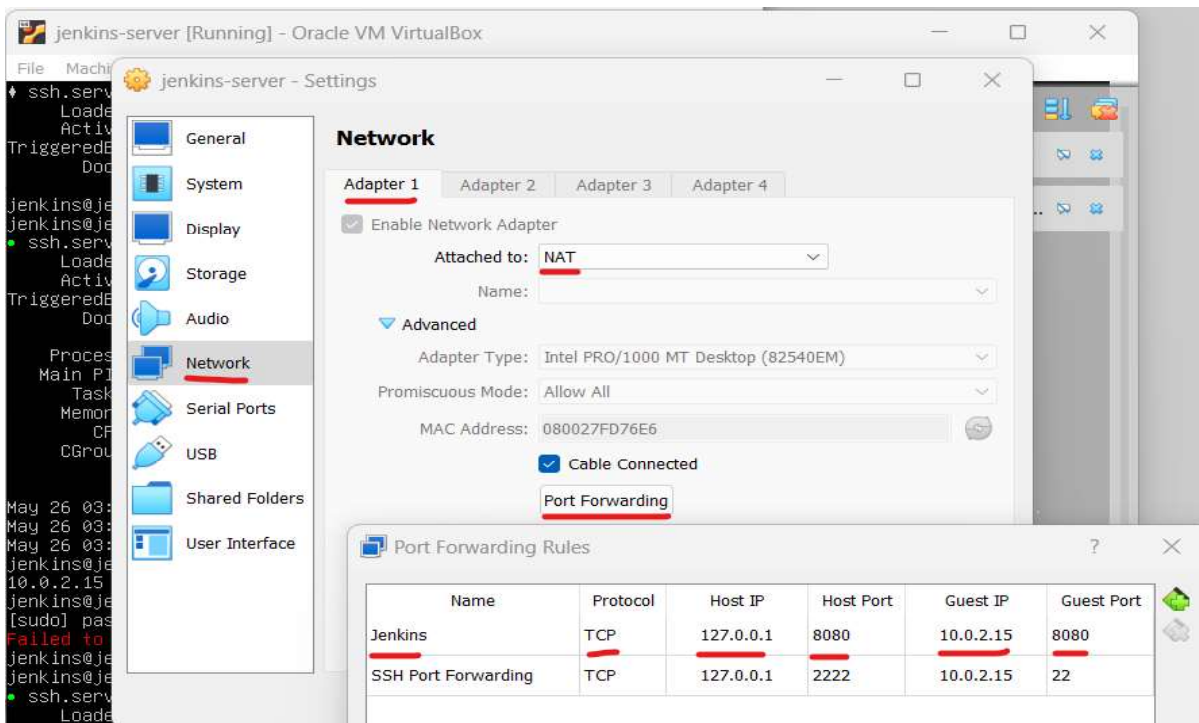 jenkins-server [Running] - Oracle VM VirtualBox
File Machi
jenkins-server - Settings
ssh.serv
Loade
Activ
TriggeredB
Doc
jenkins@je
jenkins@je
ssh.serv
Loade
Activ
TriggeredB
Doc
Proces
Main PI
Task
Memor
CP
CGrou
May 26 03:
May 26 03:
May 26 03:
jenkins@je
10.0.2.15
jenkins@je
[sudo] pas
Failed to
jenkins@je
jenkins@je
ssh.serv
Loade
General
System
Display
Storage
Audio
Network
Serial Ports
USB
Shared Folders
User Interface
Network
Adapter 1 Adapter 2 Adapter 3 Adapter 4
Enable Network Adapter
Attached to: NAT
Name:
Advanced
Adapter Type: Intel PRO/1000 MT Desktop (82540EM)
Promiscuous Mode: Allow All
MAC Address: 080027FD76E6
Cable Connected
Port Forwarding
..
Port Forwarding Rules ?
Name Protocol Host IP Host Port Guest IP Guest Port
Jenkins TCP 127.0.0.1 8080 10.0.2.15 8080
SSH Port Forwarding TCP 127.0.0.1 2222 10.0.2.15 22